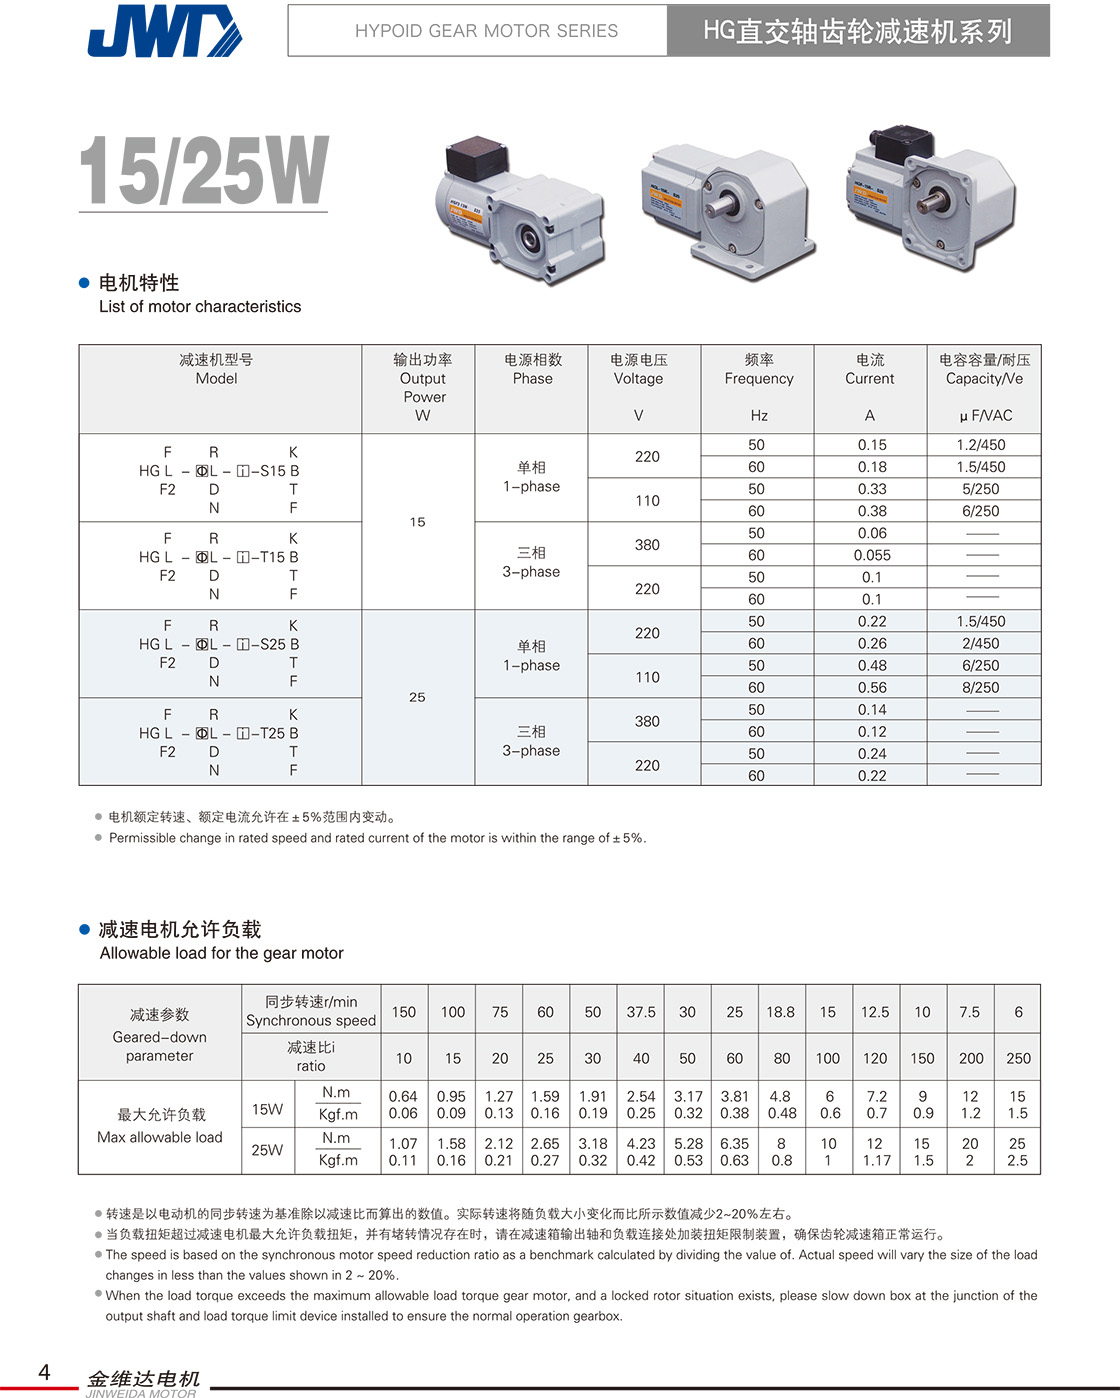 JWD
HYPOID GEAR MOTOR SERIES
HG直交轴齿轮减速机系列
15/25W
电机特性
List of motor characteristics
减速机型号 输出功率 电源相数 电源电压 频率 电流 电容容量/耐压
Model Output Phase Voltage Frequency Current Capacity/Ve
Power
W V Hz A μ F/VAC
F R K
HG L - ΦL - i -S15 B
F2 D T
N F
15
单相
1-phase
220 50 0.15 1.2/450
60 0.18 1.5/450
110 50 0.33 5/250
60 0.38 6/250
F R K
HG L - ΦL - i -T15 B
F2 D T
N F
三相
3-phase
380 50 0.06 ——
60 0.055 ——
220 50 0.1 ——
60 0.1 ——
F R K
HG L - ΦL - i -S25 B
F2 D T
N F
25
单相
1-phase
220 50 0.22 1.5/450
60 0.26 2/450
110 50 0.48 6/250
60 0.56 8/250
F R K
HG L - ΦL - i -T25 B
F2 D T
N F
三相
3-phase
380 50 0.14 ——
60 0.12 ——
220 50 0.24 ——
60 0.22 ——
电机额定转速、额定电流允许在±5%范围内变动。
Permissible change in rated speed and rated current of the motor is within the range of±5%.
减速电机允许负载
Allowable load for the gear motor
减速参数
Geared-down
parameter
同步转速r/min
Synchronous speed 150 100 75 60 50 37.5 30 25 18.8 15 12.5 10 7.5 6
减速比i
ratio 10 15 20 25 30 40 50 60 80 100 120 150 200 250
最大允许负载
Max allowable load
15W N.m 0.64 0.95 1.27 1.59 1.91 2.54 3.17 3.81 4.8 6 7.2 9 12 15
Kgf.m 0.06 0.09 0.13 0.16 0.19 0.25 0.32 0.38 0.48 0.6 0.7 0.9 1.2 1.5
25W N.m 1.07 1.58 2.12 2.65 3.18 4.23 5.28 6.35 8 10 12 15 20 25
Kgf.m 0.11 0.16 0.21 0.27 0.32 0.42 0.53 0.63 0.8 1 1.17 1.5 2 2.5
转速是以电动机的同步转速为基准除以减速比而算出的数值。实际转速将随负载大小变化而比所示数值减少2~20%左右。
当负载扭矩超过减速电机最大允许负载扭矩，并有堵转情况存在时，请在减速箱输出轴和负载连接处加装扭矩限制装置，确保齿轮减速箱正常运行。
The speed is based on the synchronous motor speed reduction ratio as a benchmark calculated by dividing the value of. Actual speed will vary the size of the load
changes in less than the values shown in 2 ~ 20%.
When the load torque exceeds the maximum allowable load torque gear motor, and a locked rotor situation exists, please slow down box at the junction of the
output shaft and load torque limit device installed to ensure the normal operation gearbox.
4
金维达电机
JINWEIDA MOTOR